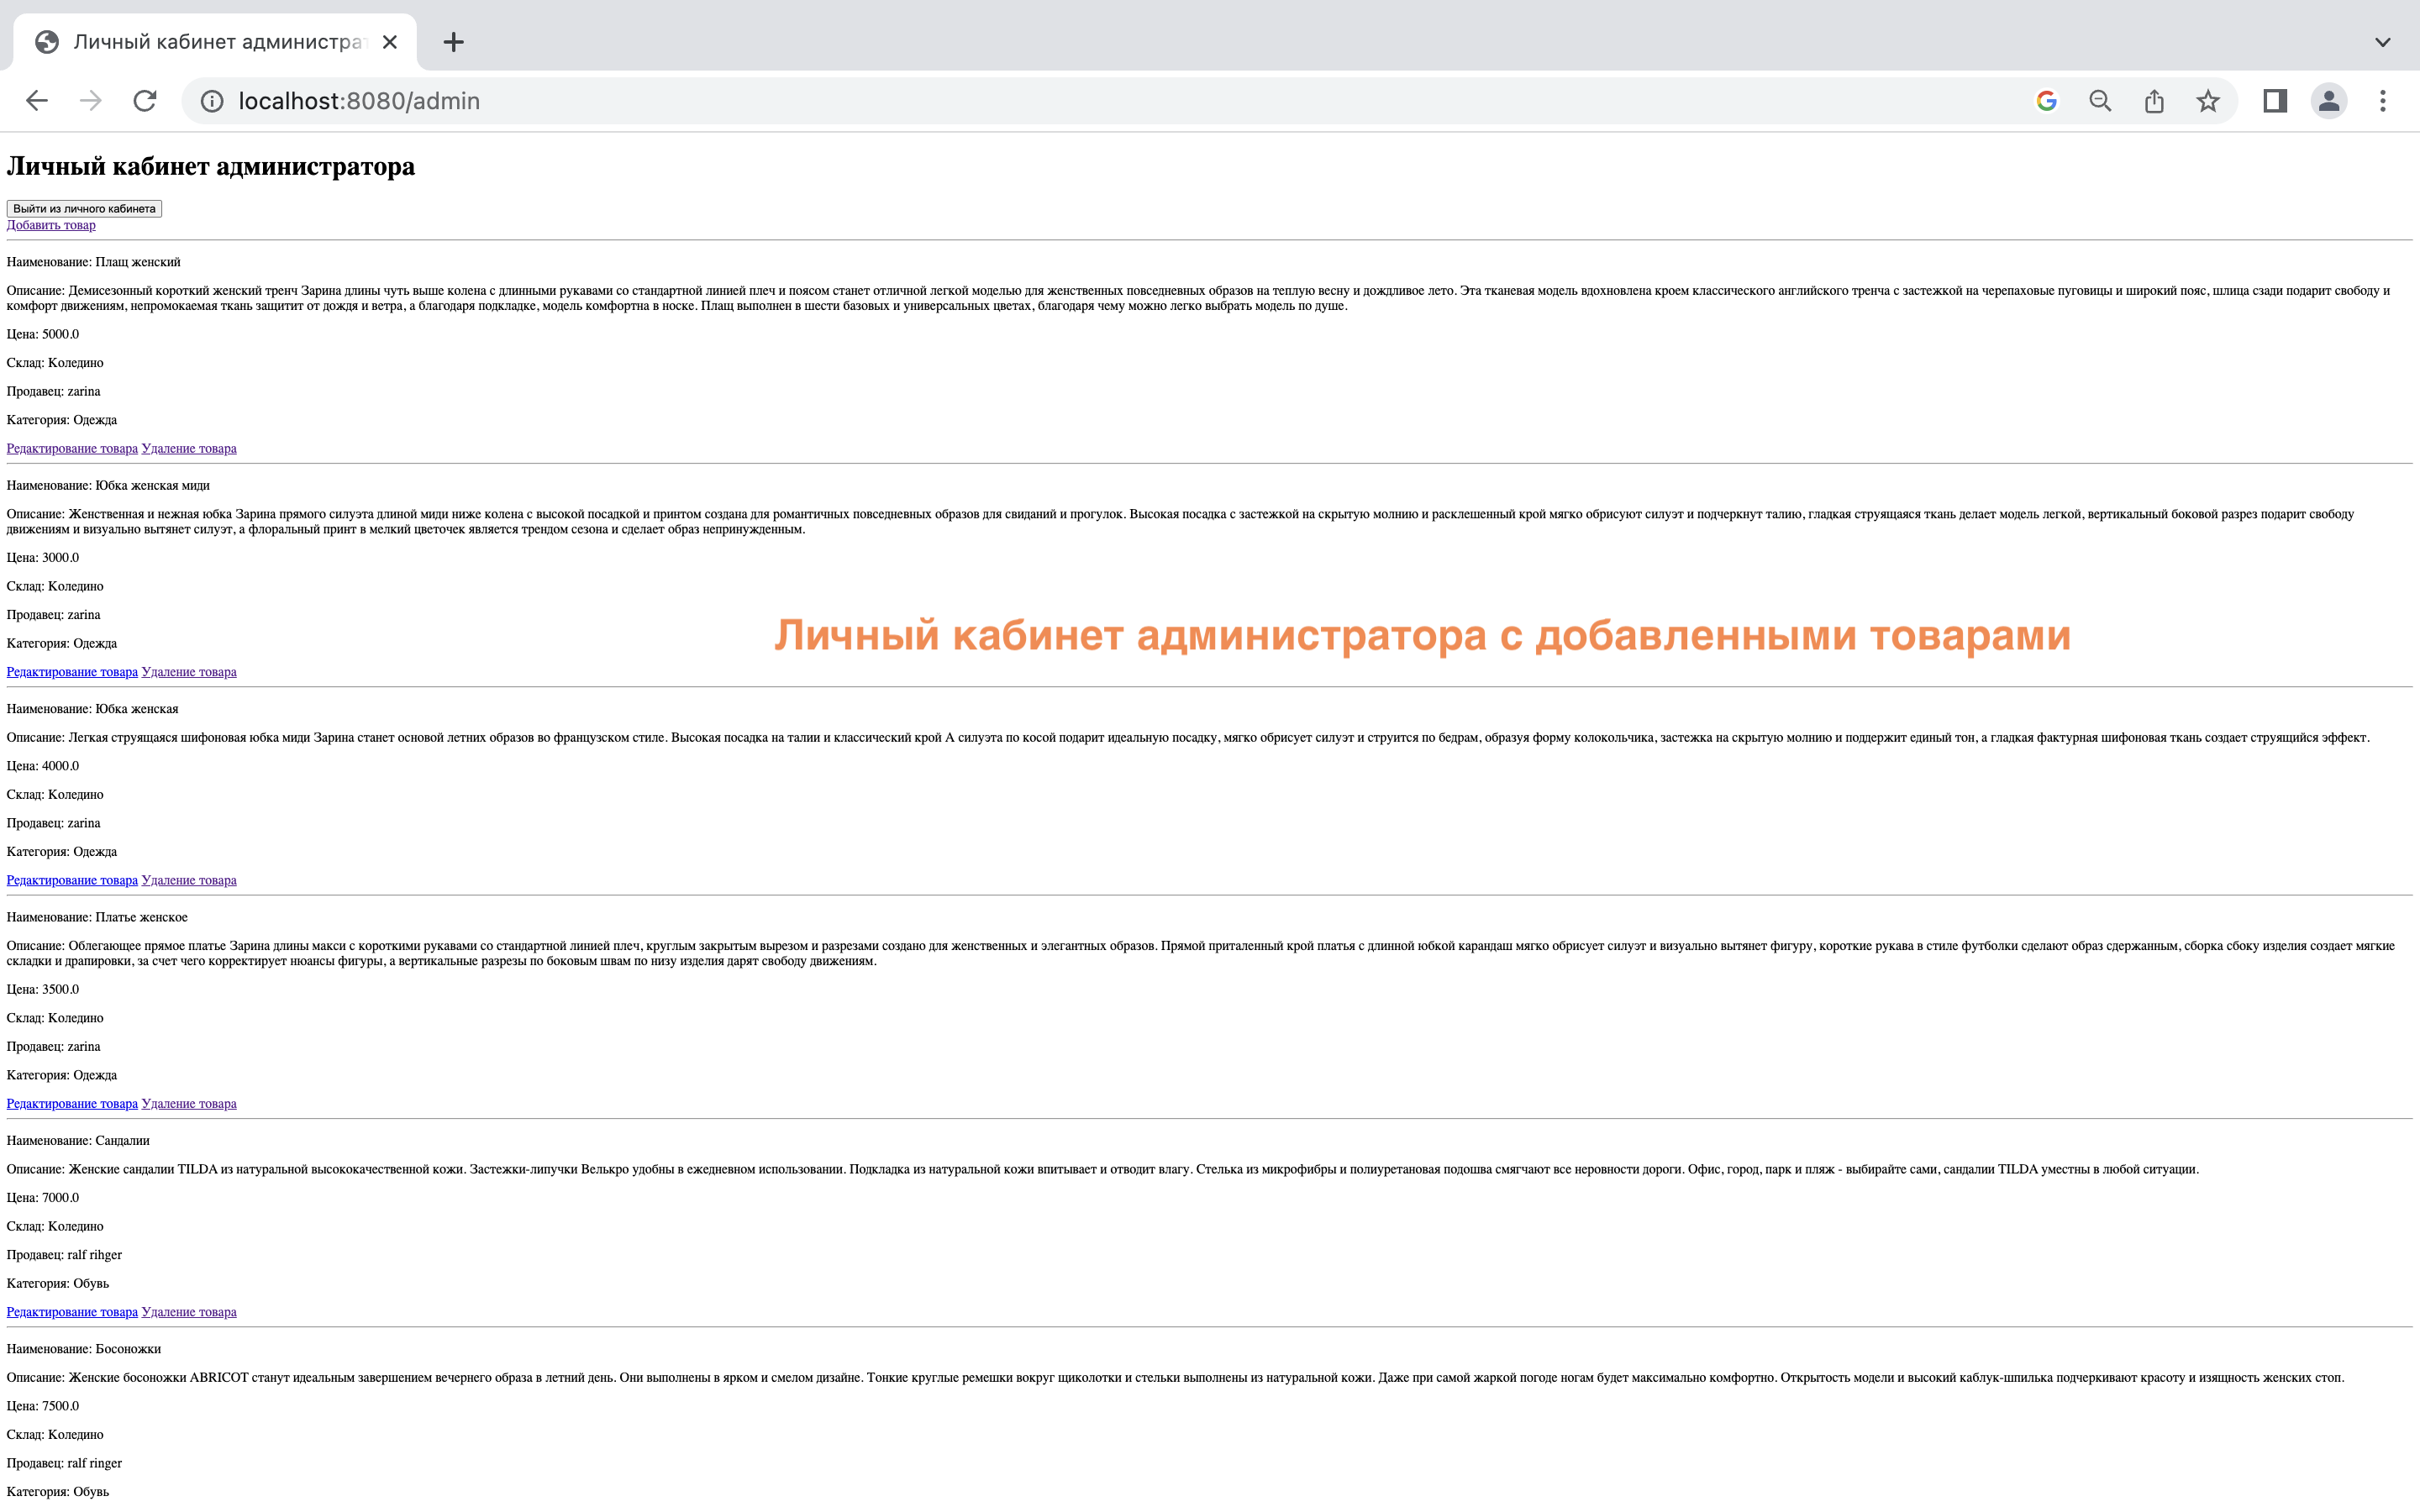 Личный кабинет администрат
localhost:8080/admin
Личный кабинет администратора
Выйти из личного кабинета
Добавить товар
Наименование: Плащ женский
Описание: Демисезонный короткий женский тренч Зарина длины чуть выше колена с длинными рукавами со стандартной линией плеч и поясом станет отличной легкой моделью для женственных повседневных образов на теплую весну и дождливое лето. Эта тканевая модель вдохновлена кроем классического английского тренча с застежкой на черепаховые пуговицы и широкий пояс, шлица сзади подарит свободу и
комфорт движениям, непромокаемая ткань защитит от дождя и ветра, а благодаря подкладке, модель комфортна в носке. Плащ выполнен в шести базовых и универсальных цветах, благодаря чему можно легко выбрать модель по душе.
Цена: 5000.0
Склад: Коледино
Продавец: zarina
Категория: Одежда
Редактирование товара Удаление товара
Наименование: Юбка женская миди
Описание: Женственная и нежная юбка Зарина прямого силуэта длиной миди ниже колена с высокой посадкой и принтом создана для романтичных повседневных образов для свиданий и прогулок. Высокая посадка с застежкой на скрытую молнию и расклешенный крой мягко обрисуют силуэт и подчеркнут талию, гладкая струящаяся ткань делает модель легкой, вертикальный боковой разрез подарит свободу
движениям и визуально вытянет силуэт, а флоральный принт в мелкий цветочек является трендом сезона и сделает образ непринужденным.
Цена: 3000.0
Склад: Коледино
Продавец: zarina
Личный кабинет администратора с добавленными товарами
Категория: Одежда
Редактирование товара Удаление товара
Наименование: Юбка женская
Описание: Легкая струящаяся шифоновая юбка миди Зарина станет основой летних образов во французском стиле. Высокая посадка на талии и классический крой А силуэта по косой подарит идеальную посадку, мягко обрисует силуэт и струится по бедрам, образуя форму колокольчика, застежка на скрытую молнию и поддержит единый тон, а гладкая фактурная шифоновая ткань создает струящийся эффект.
Цена: 4000.0
Склад: Коледино
Продавец: zarina
Категория: Одежда
Редактирование товара Удаление товара
Наименование: Платье женское
Описание: Облегающее прямое платье Зарина длины макси с короткими рукавами со стандартной линией плеч, круглым закрытым вырезом и разрезами создано для женственных и элегантных образов. Прямой приталенный крой платья с длинной юбкой карандаш мягко обрисует силуэт и визуально вытянет фигуру, короткие рукава в стиле футболки сделают образ сдержанным, сборка сбоку изделия создает мягкие
складки и драпировки, за счет чего корректирует нюансы фигуры, а вертикальные разрезы по боковым швам по низу изделия дарят свободу движениям.
Цена: 3500.0
Склад: Коледино
Продавец: zarina
Категория: Одежда
Редактирование товара Удаление товара
Наименование: Сандалии
Описание: Женские сандалии TILDA из натуральной высококачественной кожи. Застежки-липучки Велькро удобны в ежедневном использовании. Подкладка из натуральной кожи впитывает и отводит влагу. Стелька из микрофибры и полиуретановая подошва смягчают все неровности дороги. Офис, город, парк и пляж - выбирайте сами, сандалии TILDA уместны в любой ситуации.
Цена: 7000.0
Склад: Коледино
Продавец: ralf rihger
Категория: Обувь
Редактирование товара Удаление товара
Наименование: Босоножки
Описание: Женские босоножки ABRICOT станут идеальным завершением вечернего образа в летний день. Они выполнены в ярком и смелом дизайне. Тонкие круглые ремешки вокруг щиколотки и стельки выполнены из натуральной кожи. Даже при самой жаркой погоде ногам будет максимально комфортно. Открытость модели и высокий каблук-шпилька подчеркивают красоту и изящность женских стоп.
Цена: 7500.0
Склад: Коледино
Продавец: ralf ringer
Категория: Обувь